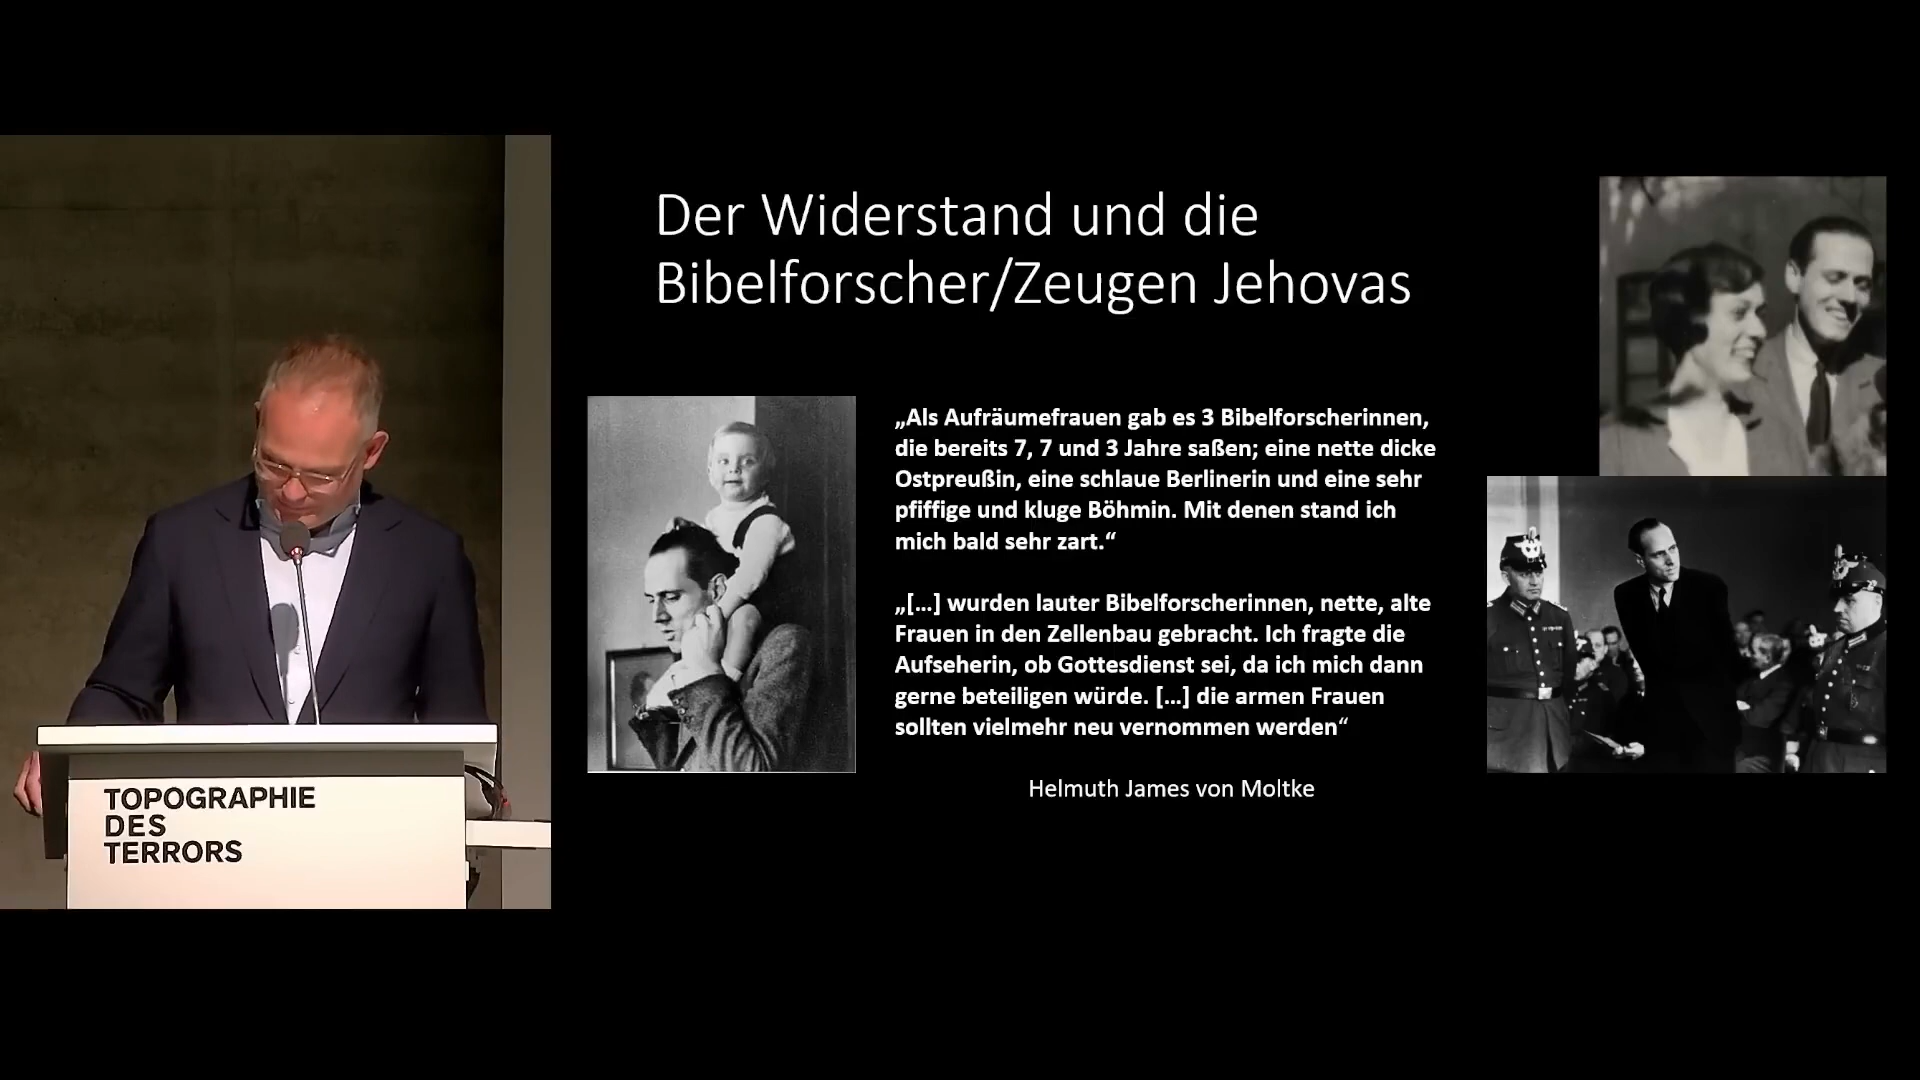 Der Widerstand und die
Bibelforscher/Zeugen Jehovas
„Als Aufräumefrauen gab es 3 Bibelforscherinnen,
die bereits 7, 7 und 3 Jahre saßen; eine nette dicke
Ostpreußin, eine schlaue Berlinerin und eine sehr
pfiffige und kluge Böhmin. Mit denen stand ich
mich bald sehr zart.“
„[…] wurden lauter Bibelforscherinnen, nette, alte
Frauen in den Zellenbau gebracht. Ich fragte die
Aufseherin, ob Gottesdienst sei, da ich mich dann
gerne beteiligen würde. […] die armen Frauen
sollten vielmehr neu vernommen werden“
Helmuth James von Moltke
TOPOGRAPHIE
DES
TERRORS